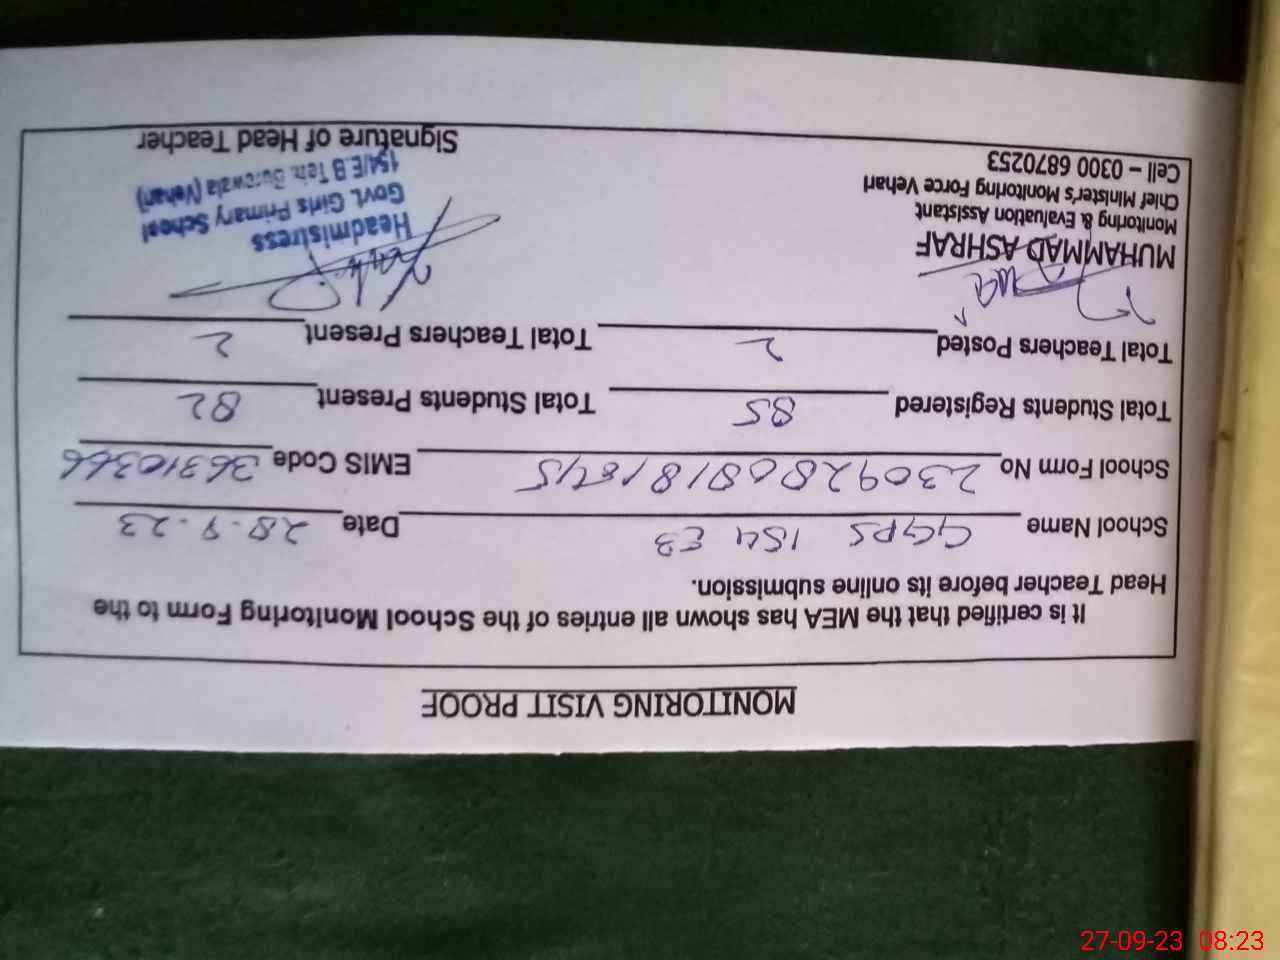 MONITORING VISIT PROOF
It is certified that the MEA has shown all entries of the School Monitoring Form to the
Head Teacher before its online submission.
School Name GGPS 154 EB Date 28.9.23
School Form No EMIS Code 36310366
Total Students Registered 85 Total Students Present 82
Total Teachers Posted 2 Total Teachers Present 2
MUHAMMAD ASHRAF
Monitoring & Evaluation Assistant
Chief Minister's Monitoring Force Vehari
Cell – 0300 6870253
Headmistress
Govt. Girls Primary School
154/E.B Teh. Burewala (Vehari)
Signature of Head Teacher
27-09-23 08:23